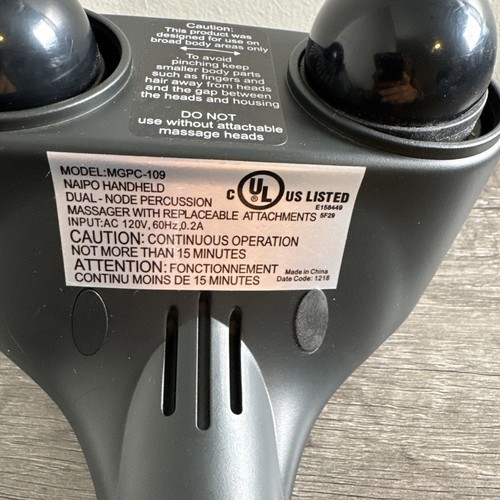 Caution:
This product was
designed for use on
broad body areas only
To avoid
pinching keep
smaller body parts
such as fingers and
hair away from heads
and the gap between
the heads and housing
DO NOT
use without attachable
massage heads
MODEL:MGPC-109
NAIPO HANDHELD
DUAL - NODE PERCUSSION
MASSAGER WITH REPLACEABLE ATTACHMENTS
INPUT:AC 120V,60Hz,0.2A
C UL US LISTED
E158449
5F29
CAUTION: CONTINUOUS OPERATION
NOT MORE THAN 15 MINUTES
ATTENTION: FONCTIONNEMENT
CONTINU MOINS DE 15 MINUTES
Made in China
Date Code: 1218